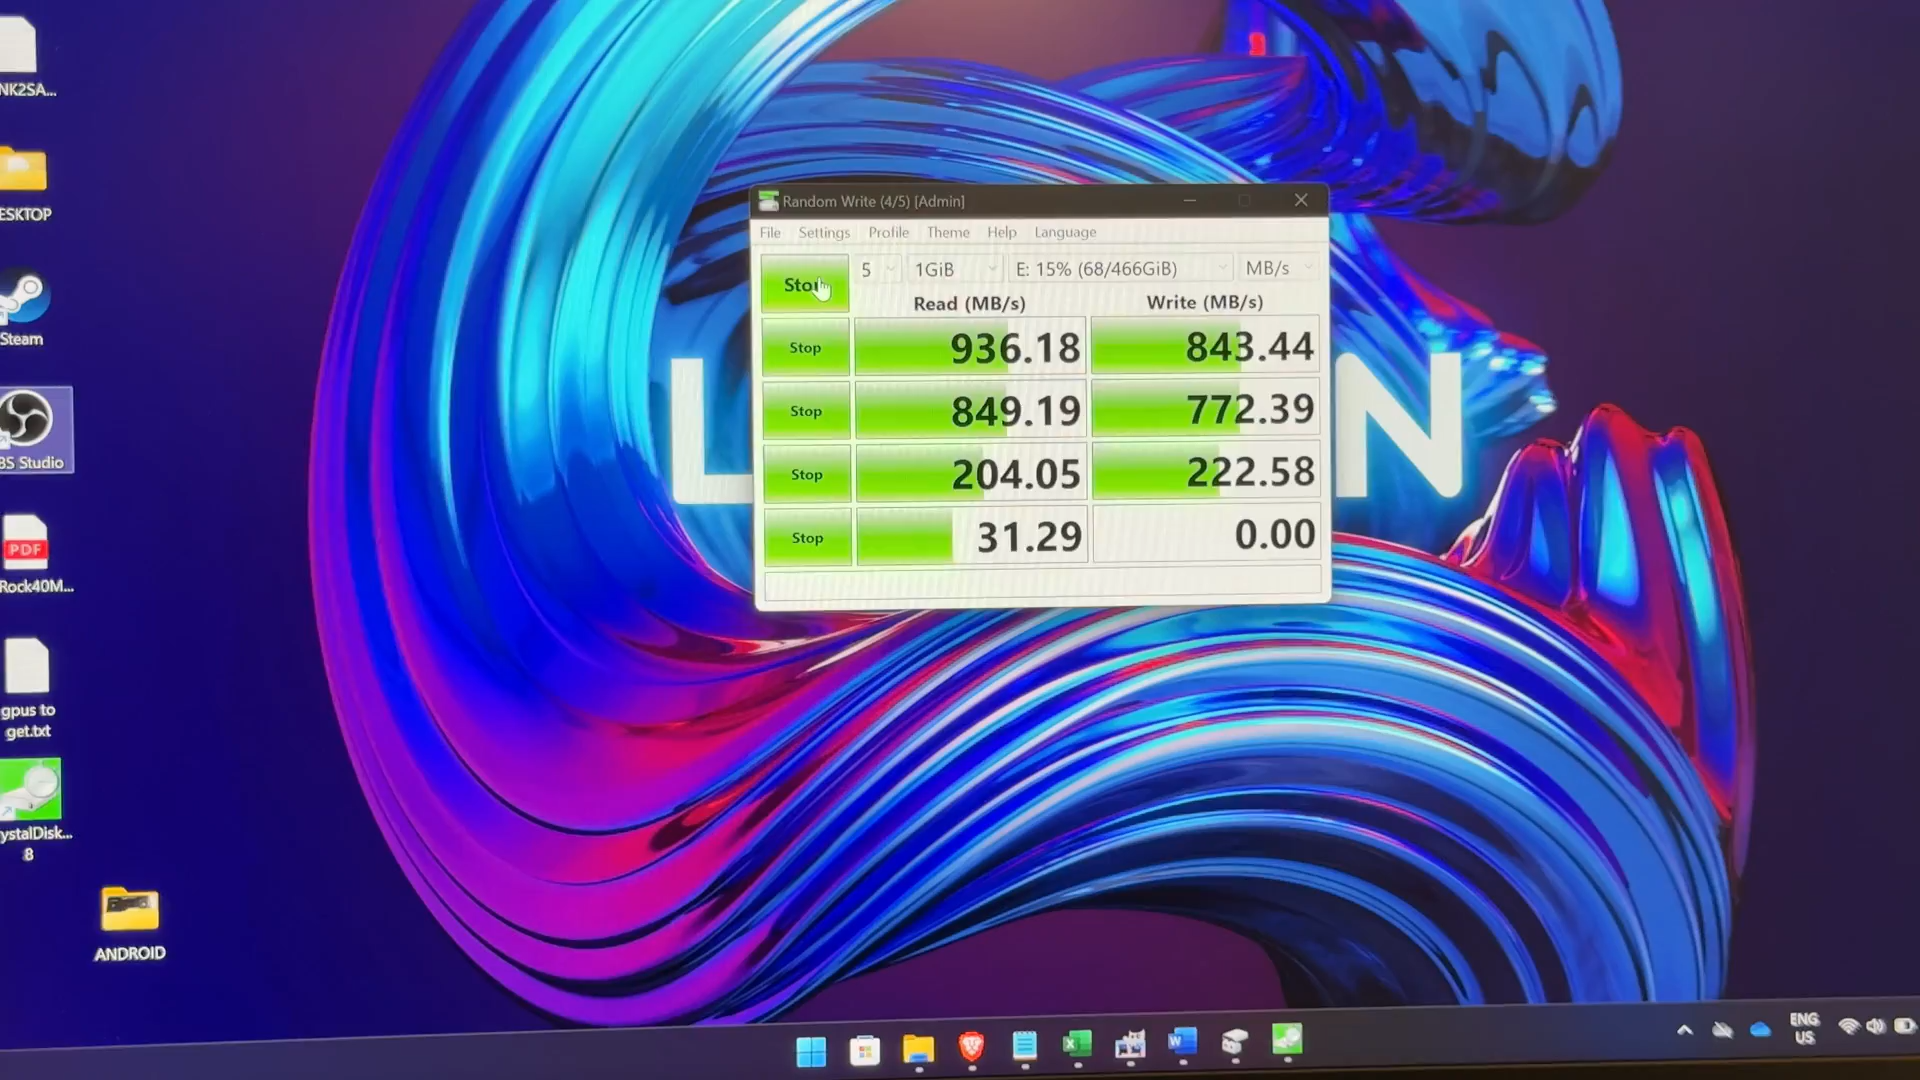 NK2SA...
ESKTOP
Steam
BS Studio
PDF
Rock40M...
gpus to
get.txt
ystalDisk...
8
ANDROID
Random Write (4/5) [Admin]
File Settings Profile Theme Help Language
Stop 5 1GiB E: 15% (68/466GiB) MB/s
Read (MB/s) Write (MB/s)
Stop 936.18 843.44
Stop 849.19 772.39
Stop 204.05 222.58
Stop 31.29 0.00
L N
ENG
US